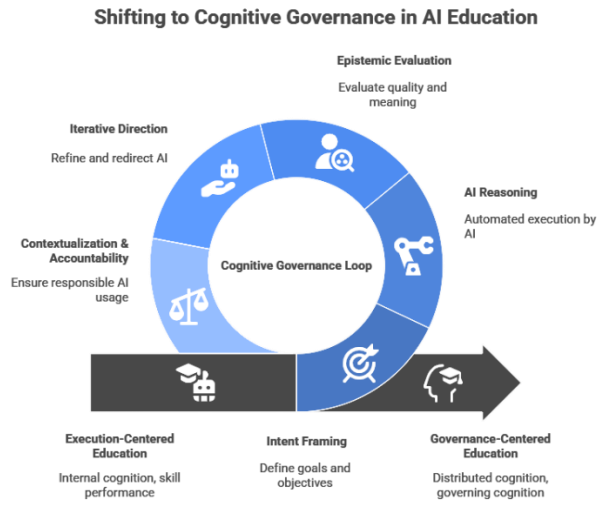 Shifting to Cognitive Governance in AI Education
Epistemic Evaluation
Evaluate quality and
meaning
Iterative Direction
Refine and redirect AI
AI Reasoning
Automated execution by
AI
Contextualization &
Accountability
Ensure responsible AI
usage
Cognitive Governance Loop
Execution-Centered
Education
Internal cognition, skill
performance
Intent Framing
Define goals and
objectives
Governance-Centered
Education
Distributed cognition,
governing cognition